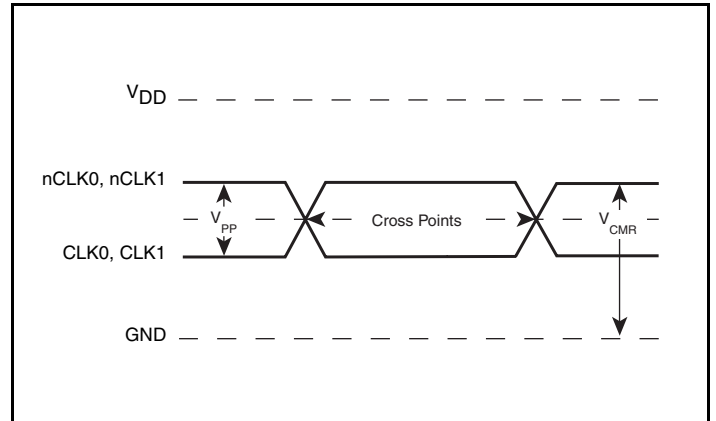 VDD
nCLK0, nCLK1
VPP
Cross Points
VCMR
CLK0, CLK1
GND